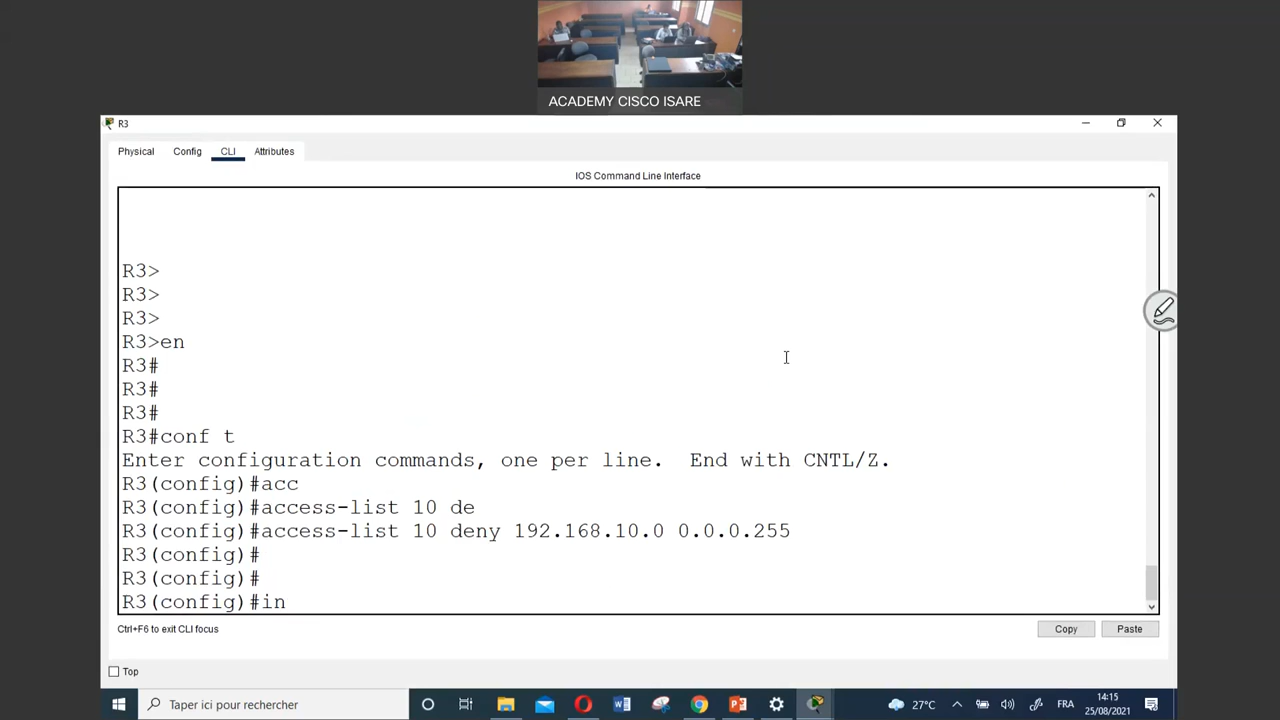 ACADEMY CISCO ISARE
R3
Physical Config CLI Attributes
IOS Command Line Interface
R3>
R3>
R3>
R3>en
R3#
R3#
R3#
R3#conf t
Enter configuration commands, one per line.  End with CNTL/Z.
R3(config)#acc
R3(config)#access-list 10 de
R3(config)#access-list 10 deny 192.168.10.0 0.0.0.255
R3(config)#
R3(config)#
R3(config)#in
Ctrl+F6 to exit CLI focus
Copy Paste
Top
Taper ici pour rechercher
27°C FRA 14:15
25/08/2021